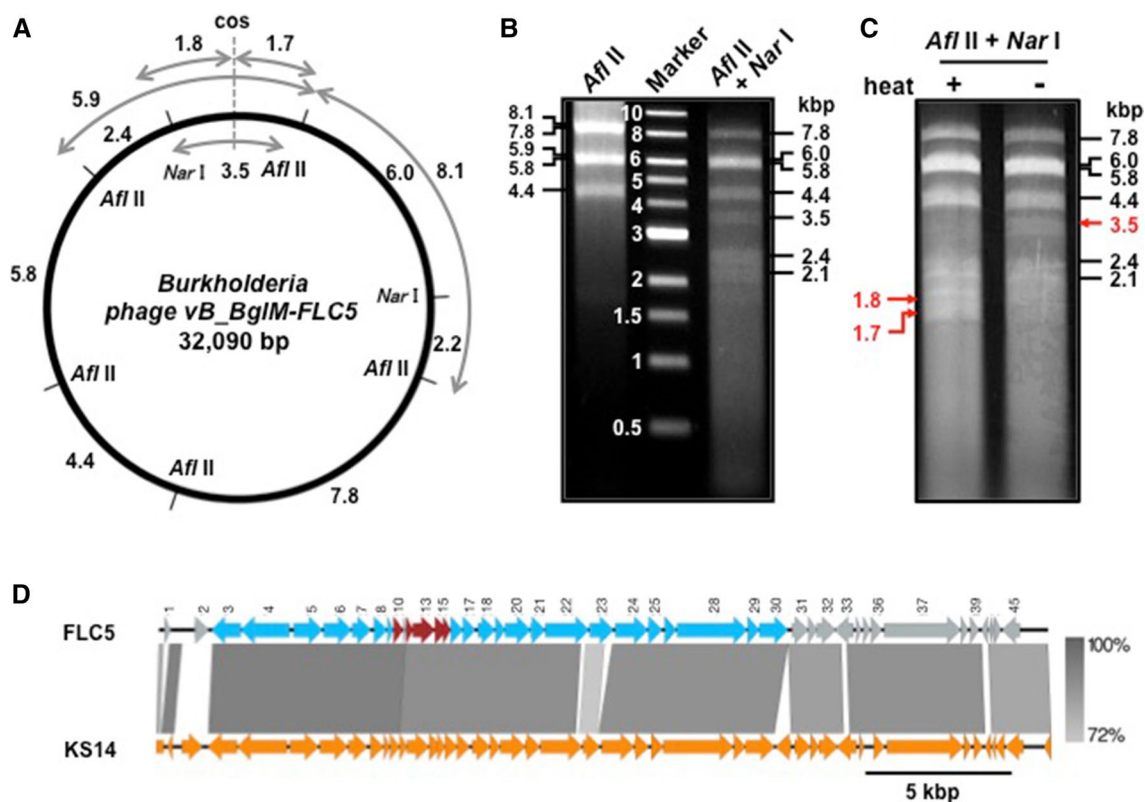 A
cos
1.8
1.7
5.9
2.4
Nar I
3.5
Afl II
6.0
8.1
Afl II
5.8
Burkholderia
phage vB_BglM-FLC5
32,090 bp
Nar I
2.2
Afl II
Afl II
4.4
Afl II
7.8
B
Afl II
Marker
Afl II
+ Nar I
kbp
8.1
7.8
5.9
5.8
4.4
10
8
6
5
4
3
2
1.5
1
0.5
7.8
6.0
5.8
4.4
3.5
2.4
2.1
C
Afl II + Nar I
heat
+
-
kbp
7.8
6.0
5.8
4.4
3.5
2.4
2.1
1.8
1.7
D
FLC5
1 2 3 4 5 6 7 8 10 13 15 17 18 20 21 22 23 24 25 28 29 30 31 32 33 36 37 39 45
100%
72%
KS14
5 kbp